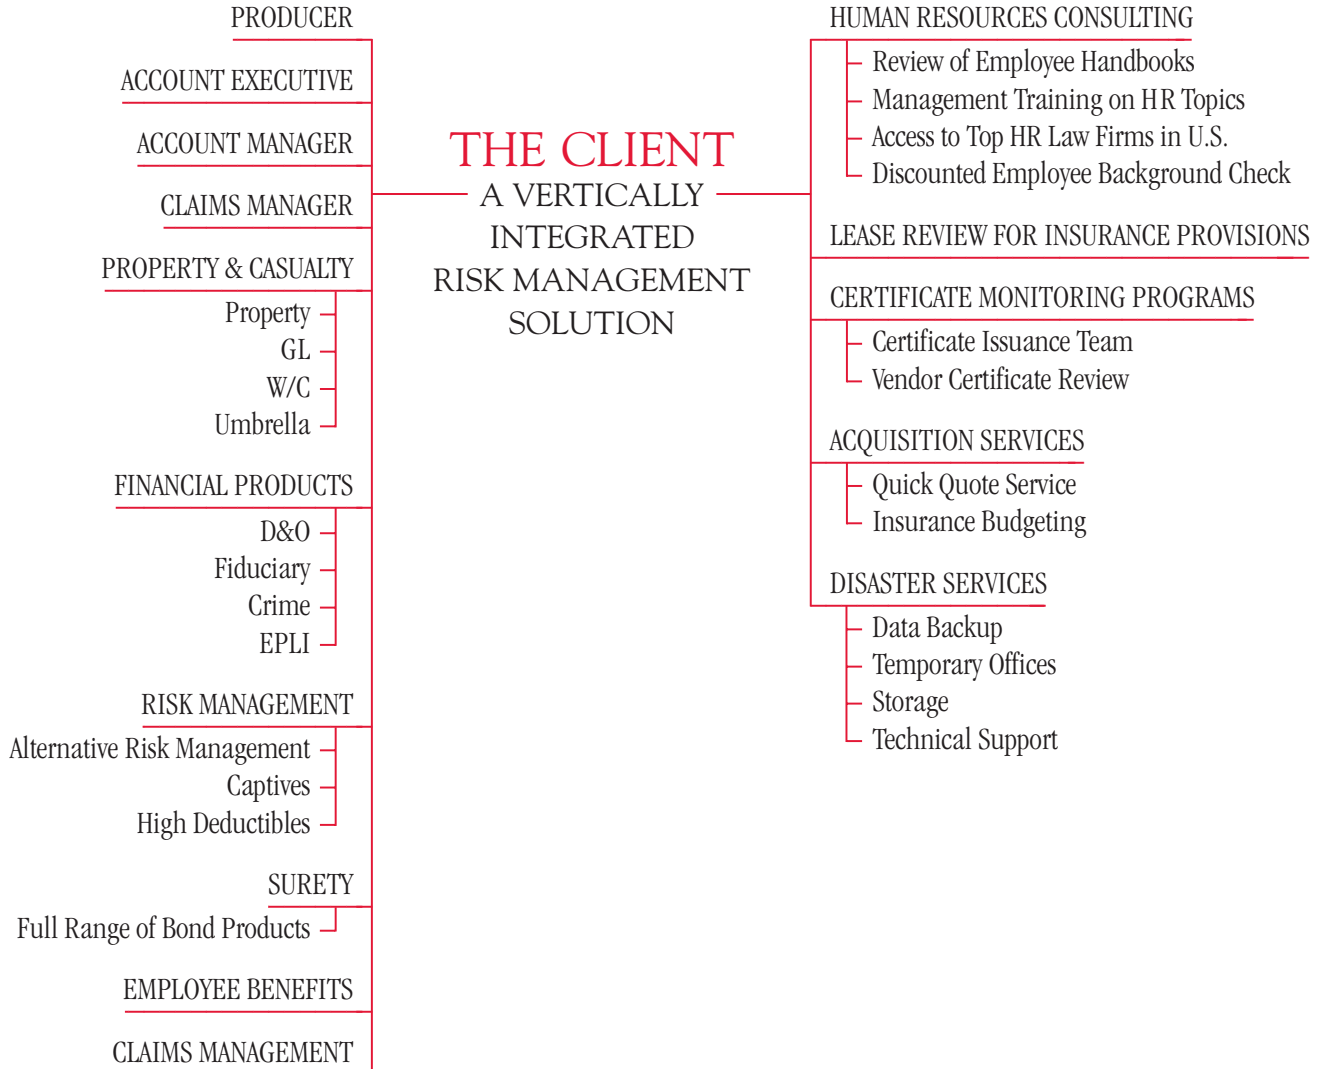 PRODUCER
ACCOUNT EXECUTIVE
ACCOUNT MANAGER
CLAIMS MANAGER
PROPERTY & CASUALTY
Property
GL
W/C
Umbrella
FINANCIAL PRODUCTS
D&O
Fiduciary
Crime
EPLI
RISK MANAGEMENT
Alternative Risk Management
Captives
High Deductibles
SURETY
Full Range of Bond Products
EMPLOYEE BENEFITS
CLAIMS MANAGEMENT
THE CLIENT
A VERTICALLY
INTEGRATED
RISK MANAGEMENT
SOLUTION
HUMAN RESOURCES CONSULTING
Review of Employee Handbooks
Management Training on HR Topics
Access to Top HR Law Firms in U.S.
Discounted Employee Background Check
LEASE REVIEW FOR INSURANCE PROVISIONS
CERTIFICATE MONITORING PROGRAMS
Certificate Issuance Team
Vendor Certificate Review
ACQUISITION SERVICES
Quick Quote Service
Insurance Budgeting
DISASTER SERVICES
Data Backup
Temporary Offices
Storage
Technical Support